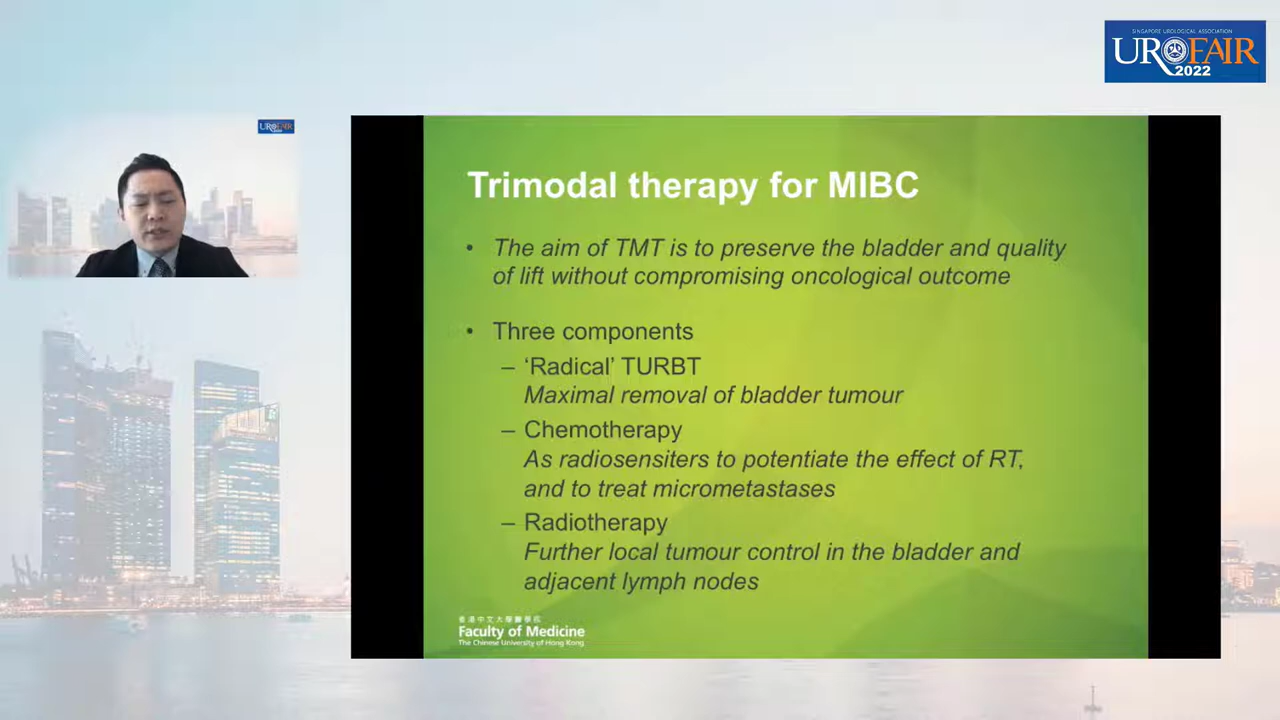 SINGAPORE UROLOGICAL ASSOCIATION
UROFAIR
2022
UROFAIR
Trimodal therapy for MIBC
• The aim of TMT is to preserve the bladder and quality
of lift without compromising oncological outcome
• Three components
– ‘Radical’ TURBT
Maximal removal of bladder tumour
– Chemotherapy
As radiosensiters to potentiate the effect of RT,
and to treat micrometastases
– Radiotherapy
Further local tumour control in the bladder and
adjacent lymph nodes
香港中文大學醫學院
Faculty of Medicine
The Chinese University of Hong Kong